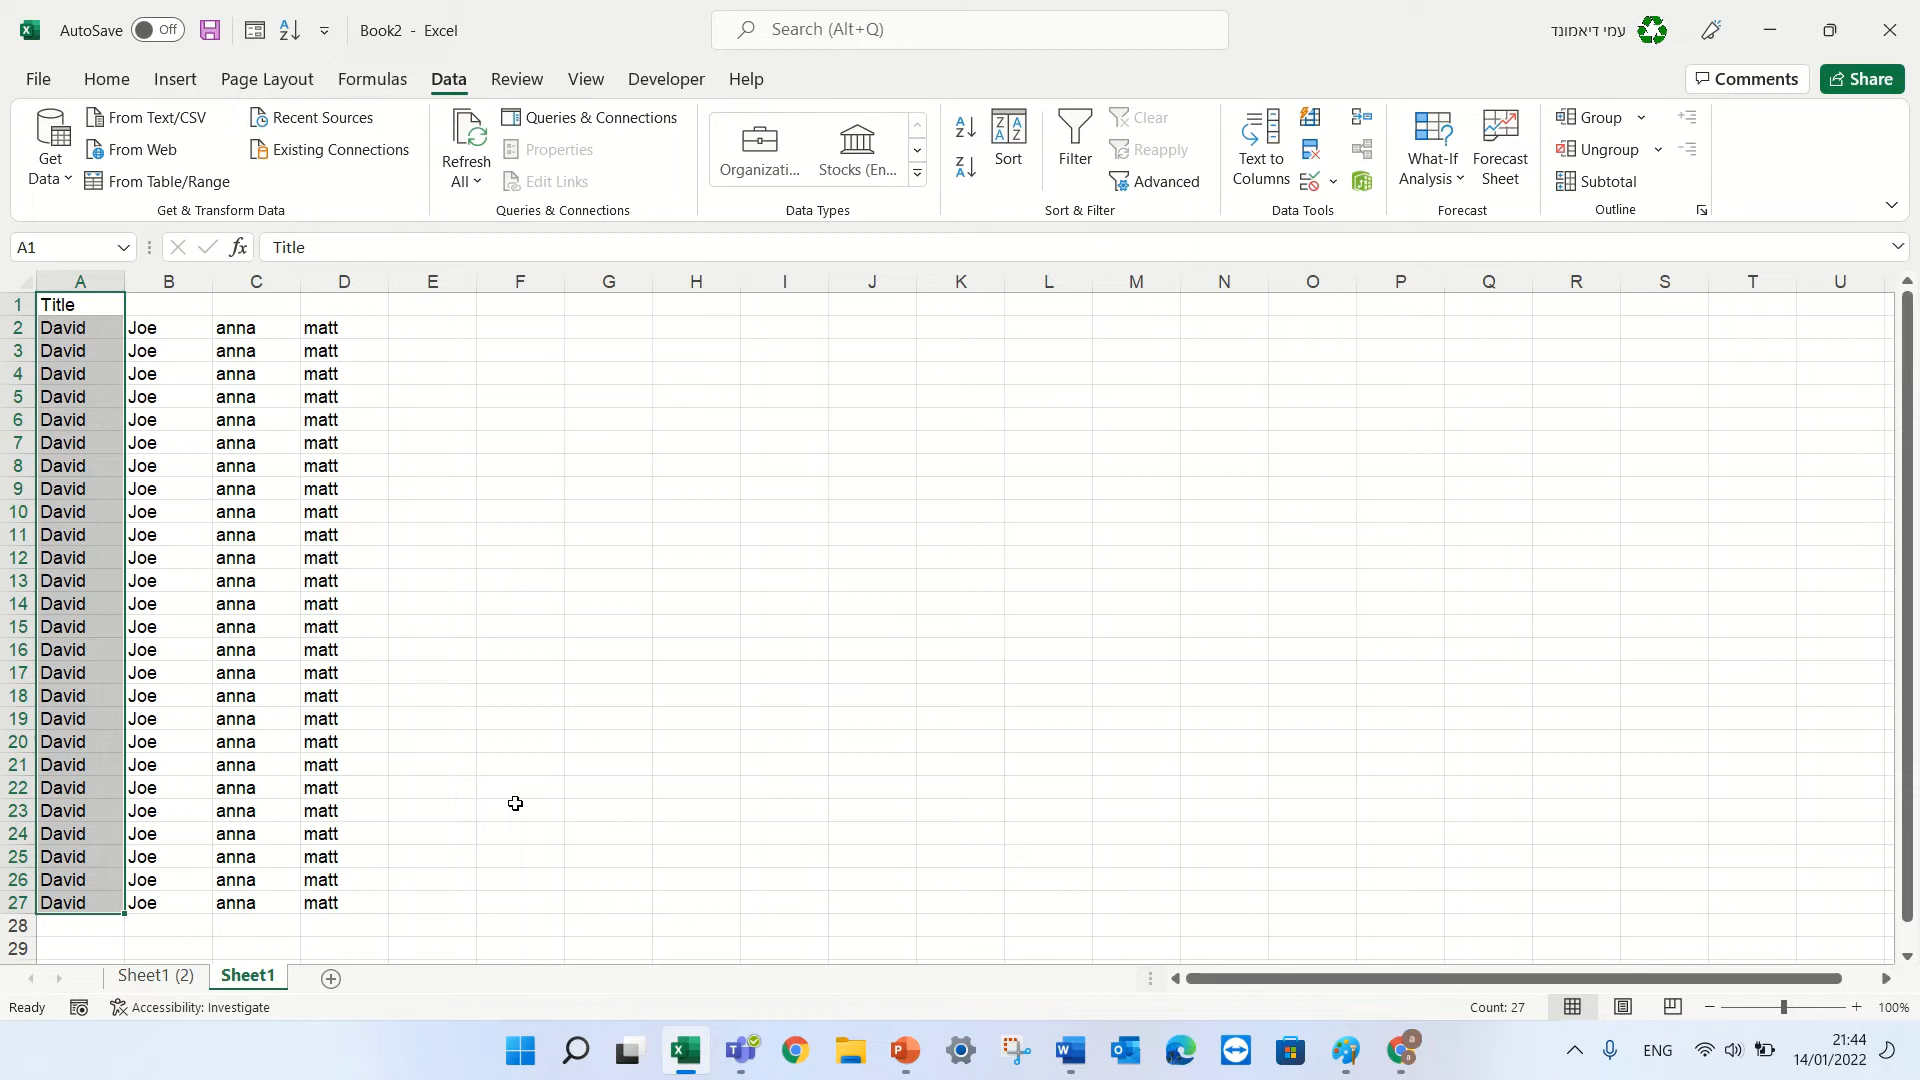 AutoSave Off Book2 - Excel Search (Alt+Q) עמי דיאמונד
File Home Insert Page Layout Formulas Data Review View Developer Help Comments Share
Get Data From Text/CSV From Web From Table/Range Recent Sources Existing Connections
Refresh All Queries & Connections Properties Edit Links
Organizati... Stocks (En...
Sort Filter Clear Reapply Advanced
Text to Columns What-If Analysis Forecast Sheet
Group Ungroup Subtotal
Get & Transform Data Queries & Connections Data Types Sort & Filter Data Tools Forecast Outline
A1 fx Title
A B C D E F G H I J K L M N O P Q R S T U
1 Title
2 David Joe anna matt
3 David Joe anna matt
4 David Joe anna matt
5 David Joe anna matt
6 David Joe anna matt
7 David Joe anna matt
8 David Joe anna matt
9 David Joe anna matt
10 David Joe anna matt
11 David Joe anna matt
12 David Joe anna matt
13 David Joe anna matt
14 David Joe anna matt
15 David Joe anna matt
16 David Joe anna matt
17 David Joe anna matt
18 David Joe anna matt
19 David Joe anna matt
20 David Joe anna matt
21 David Joe anna matt
22 David Joe anna matt
23 David Joe anna matt
24 David Joe anna matt
25 David Joe anna matt
26 David Joe anna matt
27 David Joe anna matt
28
29
Sheet1 (2) Sheet1
Ready Accessibility: Investigate Count: 27 100%
ENG 21:44
14/01/2022